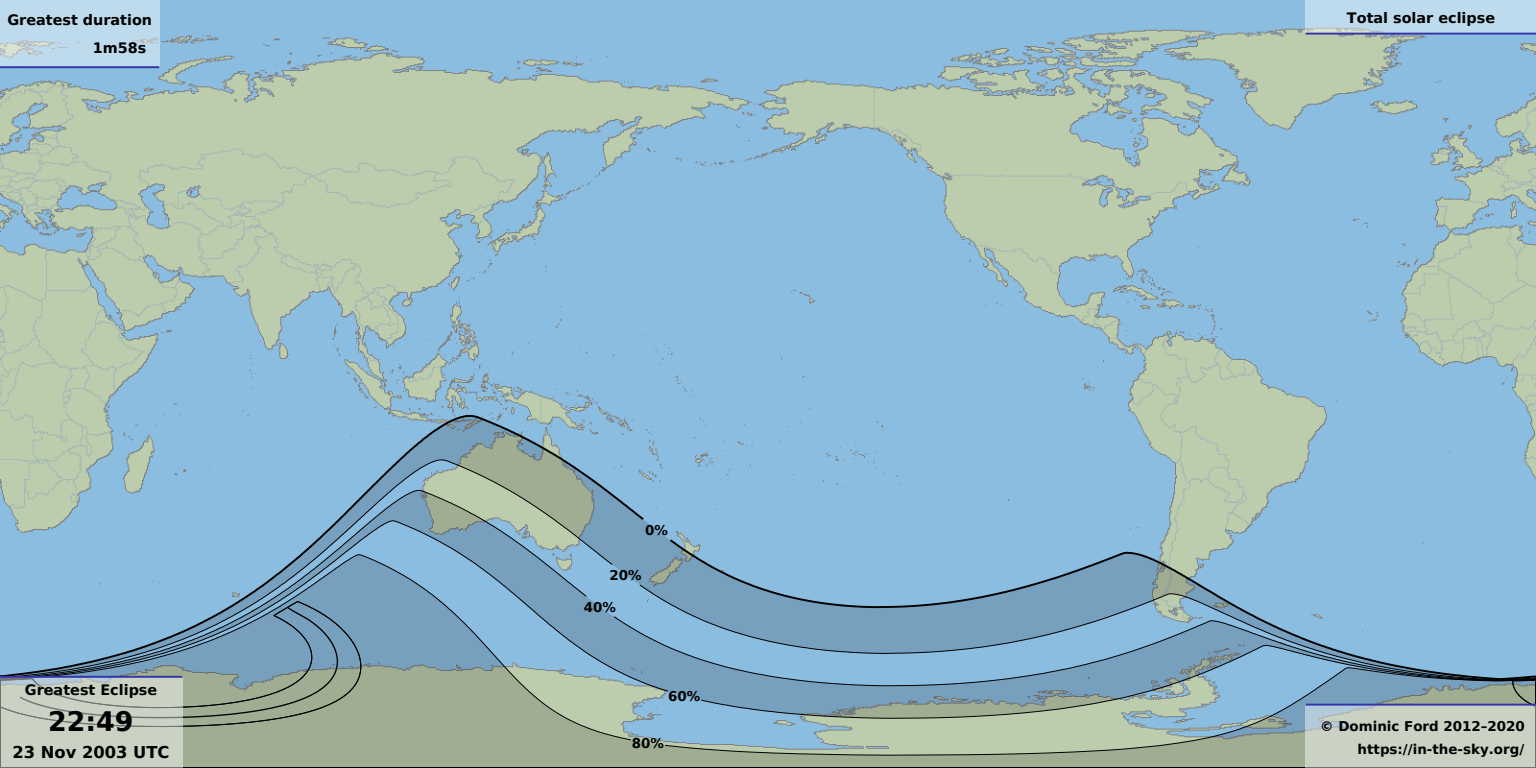 Greatest duration
1m58s
Total solar eclipse
0%
20%
40%
60%
80%
Greatest Eclipse
22:49
23 Nov 2003 UTC
© Dominic Ford 2012–2020
https://in-the-sky.org/